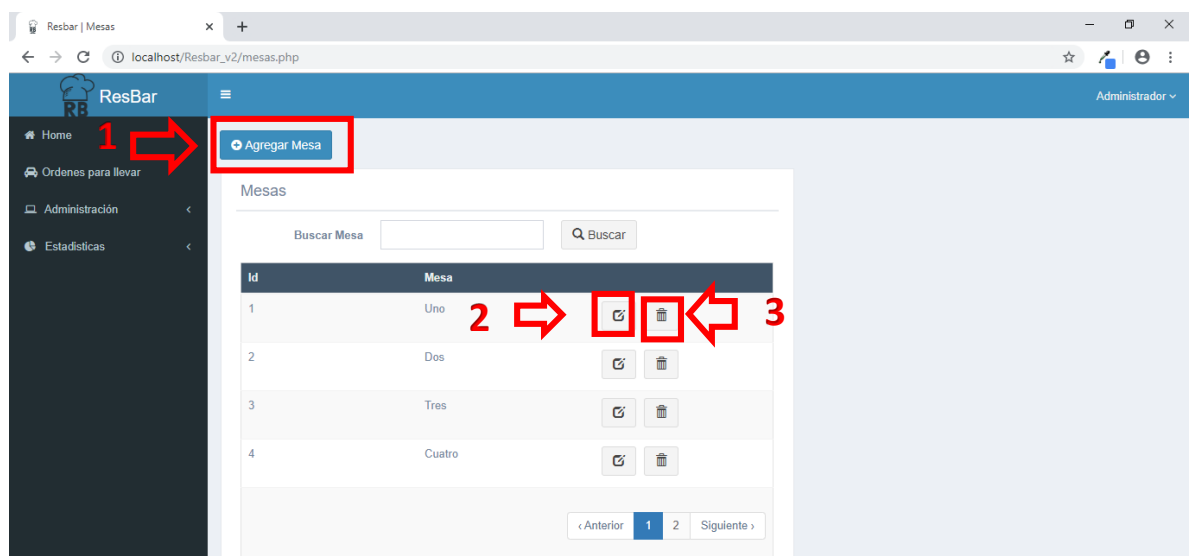 Resbar | Mesas
localhost/Resbar_v2/mesas.php
RB ResBar
Administrador
Home
1
Agregar Mesa
Ordenes para llevar
Mesas
Administración
Buscar Mesa
Buscar
Estadisticas
Id Mesa
1 Uno
2
3
2 Dos
3 Tres
4 Cuatro
‹ Anterior 1 2 Siguiente ›